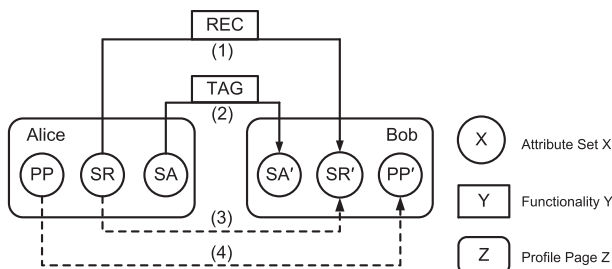 REC
(1)
TAG
(2)
Alice
Bob
PP SR SA SA′ SR′ PP′
(3)
(4)
X Attribute Set X
Y Functionality Y
Z Profile Page Z